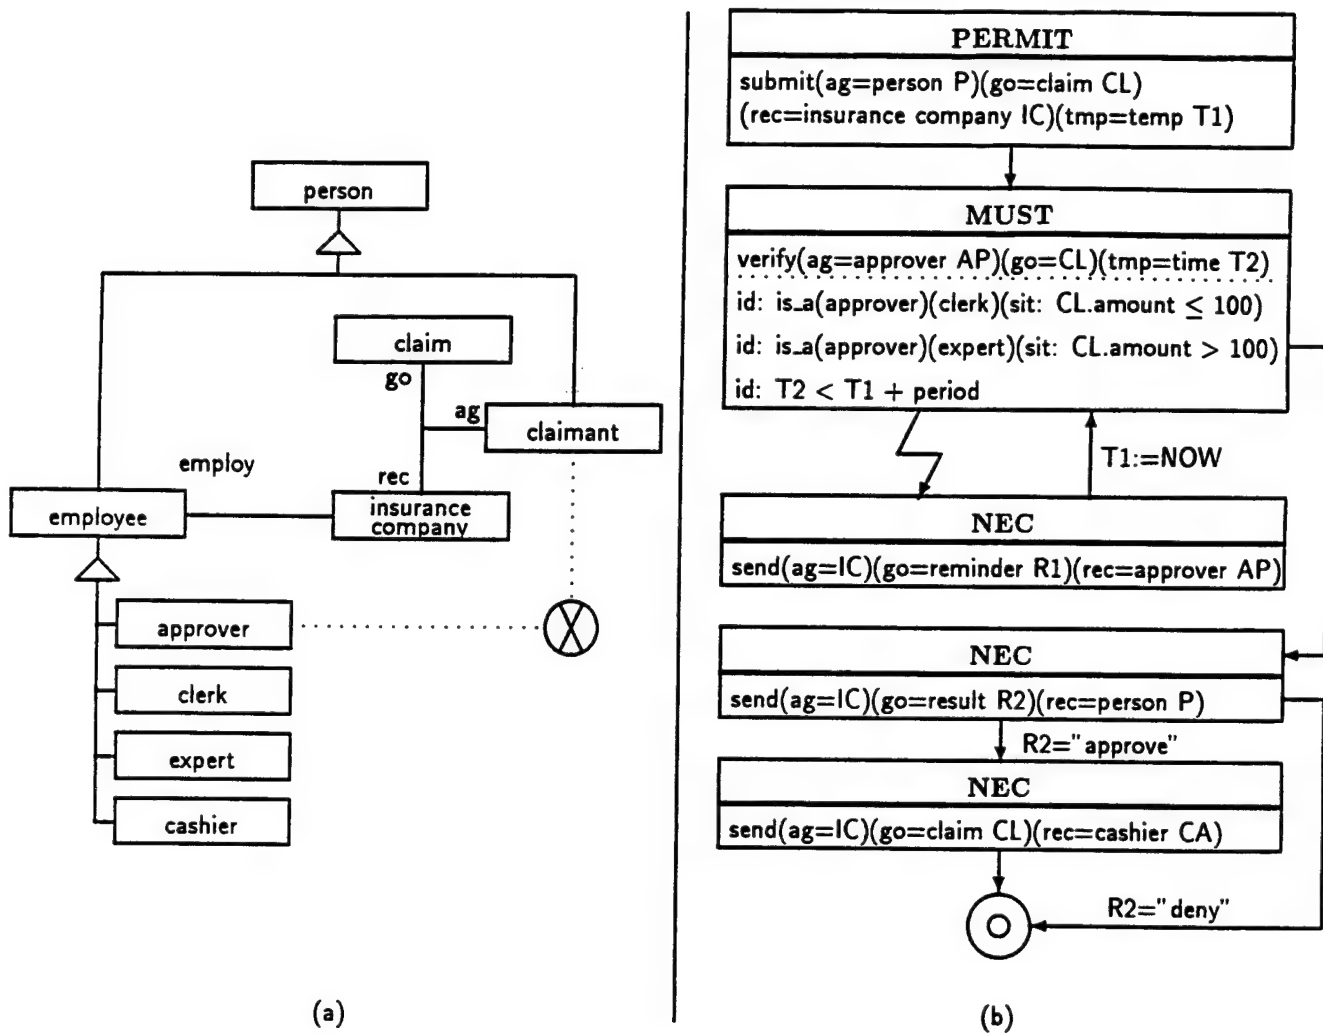 person
claim
go
ag
claimant
employ
rec
employee
insurance
company
approver
clerk
expert
cashier
(a)
PERMIT
submit(ag=person P)(go=claim CL)
(rec=insurance company IC)(tmp=temp T1)
MUST
verify(ag=approver AP)(go=CL)(tmp=time T2)
id: is_a(approver)(clerk)(sit: CL.amount ≤ 100)
id: is_a(approver)(expert)(sit: CL.amount > 100)
id: T2 < T1 + period
T1:=NOW
NEC
send(ag=IC)(go=reminder R1)(rec=approver AP)
NEC
send(ag=IC)(go=result R2)(rec=person P)
R2="approve"
NEC
send(ag=IC)(go=claim CL)(rec=cashier CA)
R2="deny"
(b)